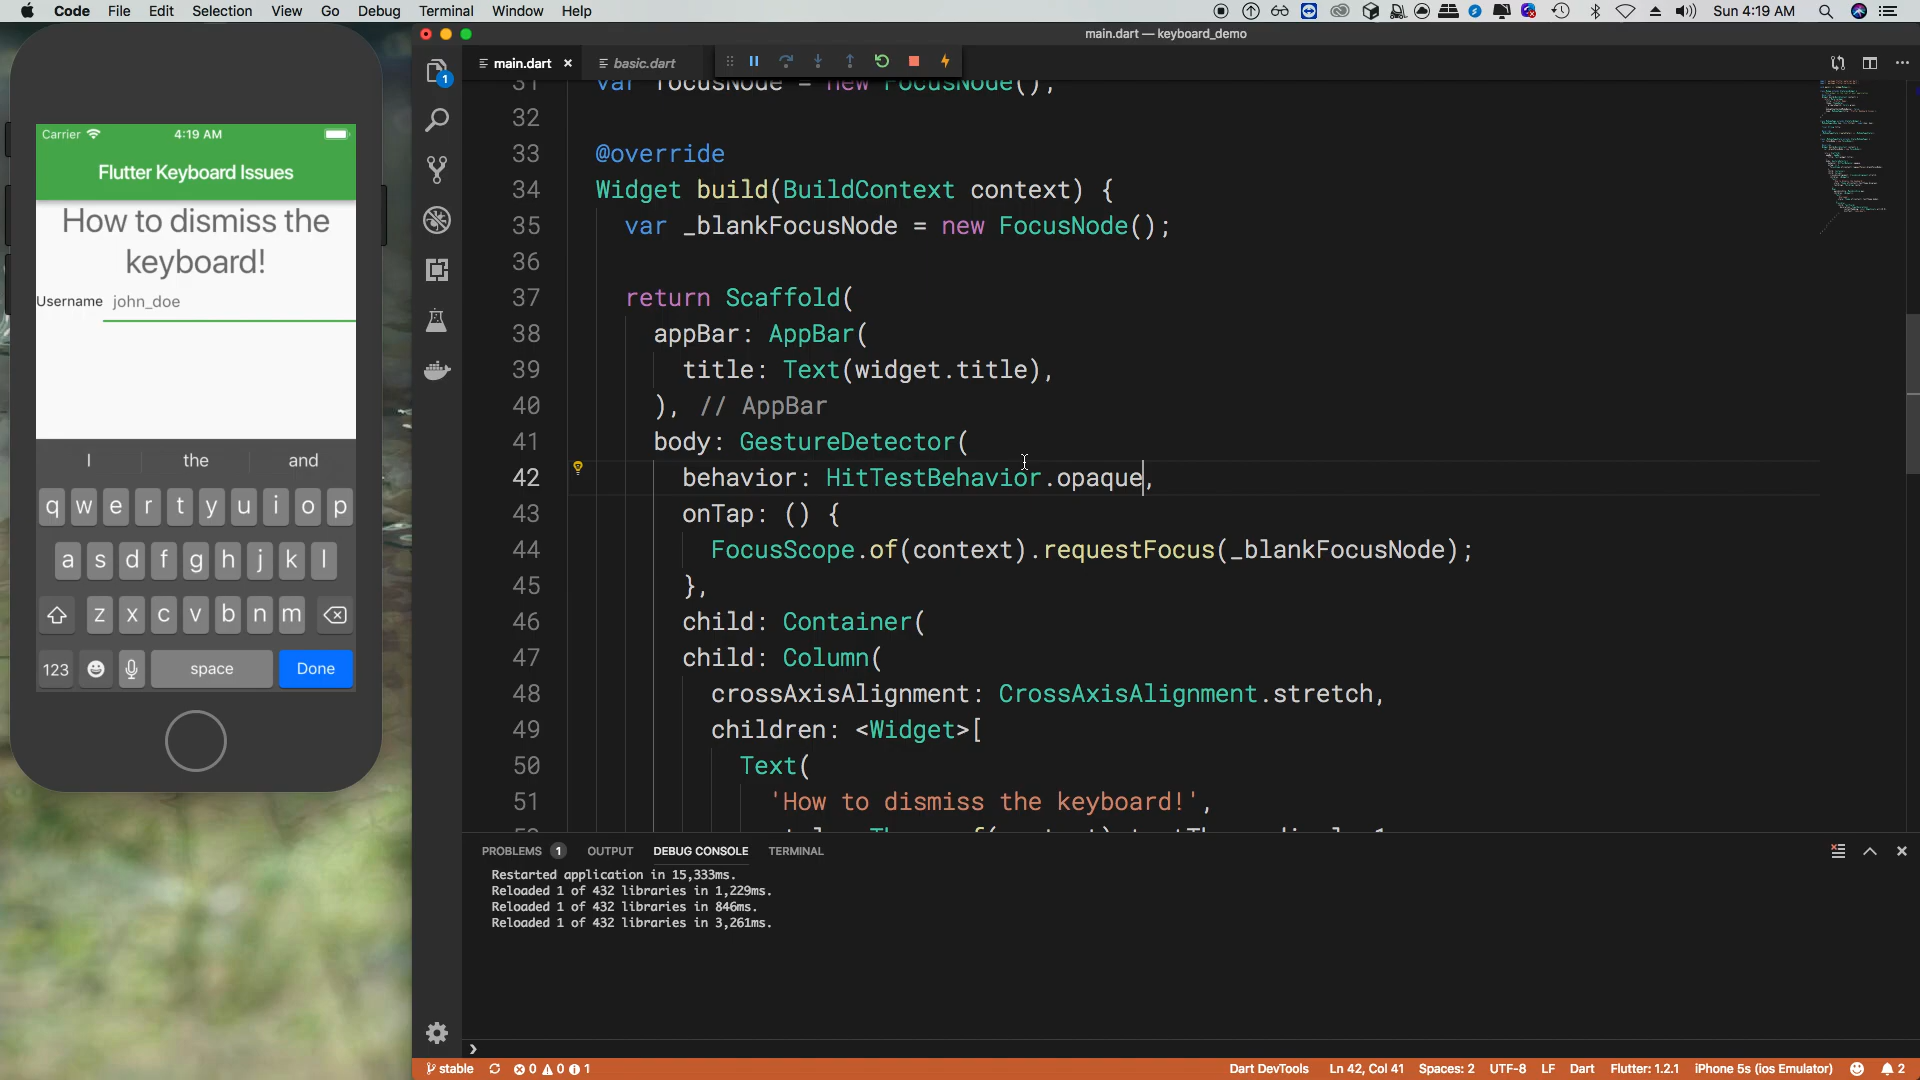 Code File Edit Selection View Go Debug Terminal Window Help
Sun 4:19 AM
main.dart — keyboard_demo
main.dart
basic.dart
1
31 var focusNode = new FocusNode();
32
33 @override
34 Widget build(BuildContext context) {
35 var _blankFocusNode = new FocusNode();
36
37 return Scaffold(
38 appBar: AppBar(
39 title: Text(widget.title),
40 ), // AppBar
41 body: GestureDetector(
42 behavior: HitTestBehavior.opaque,
43 onTap: () {
44 FocusScope.of(context).requestFocus(_blankFocusNode);
45 },
46 child: Container(
47 child: Column(
48 crossAxisAlignment: CrossAxisAlignment.stretch,
49 children: <Widget>[
50 Text(
51 'How to dismiss the keyboard!',
Carrier 4:19 AM
Flutter Keyboard Issues
How to dismiss the
keyboard!
Username john_doe
I the and
q w e r t y u i o p
a s d f g h j k l
z x c v b n m
123 space Done
PROBLEMS 1 OUTPUT DEBUG CONSOLE TERMINAL
Restarted application in 15,333ms.
Reloaded 1 of 432 libraries in 1,229ms.
Reloaded 1 of 432 libraries in 846ms.
Reloaded 1 of 432 libraries in 3,261ms.
stable 0 0 1 Dart DevTools Ln 42, Col 41 Spaces: 2 UTF-8 LF Dart Flutter: 1.2.1 iPhone 5s (ios Emulator) 2